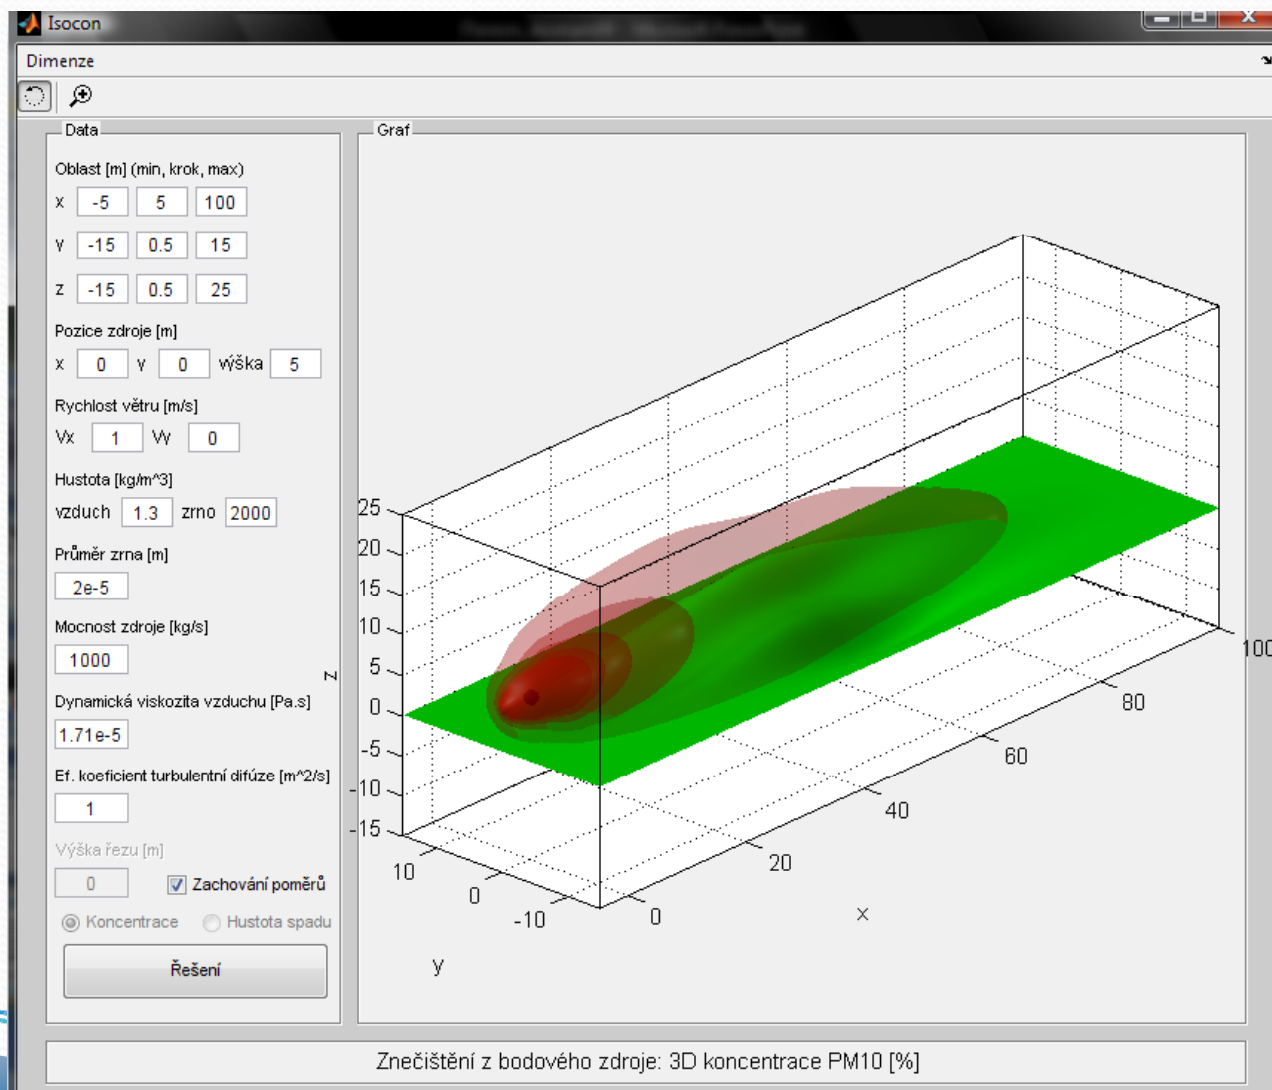 Isocon
Dimenze
Data
Oblast [m] (min, krok, max)
x -5 5 100
y -15 0.5 15
z -15 0.5 25
Pozice zdroje [m]
x 0 y 0 výška 5
Rychlost větru [m/s]
Vx 1 Vy 0
Hustota [kg/m^3]
vzduch 1.3 zrno 2000
Průměr zrna [m]
2e-5
Mocnost zdroje [kg/s]
1000
Dynamická viskozita vzduchu [Pa.s]
1.71e-5
Ef. koeficient turbulentní difúze [m^2/s]
1
Výška řezu [m]
0 Zachování poměrů
Koncentrace Hustota spadu
Řešení
Graf
25
20
15
10
5
0
-5
-10
-15
z
10
0
-10
y
0
20
40
60
80
100
x
Znečištění z bodového zdroje: 3D koncentrace PM10 [%]